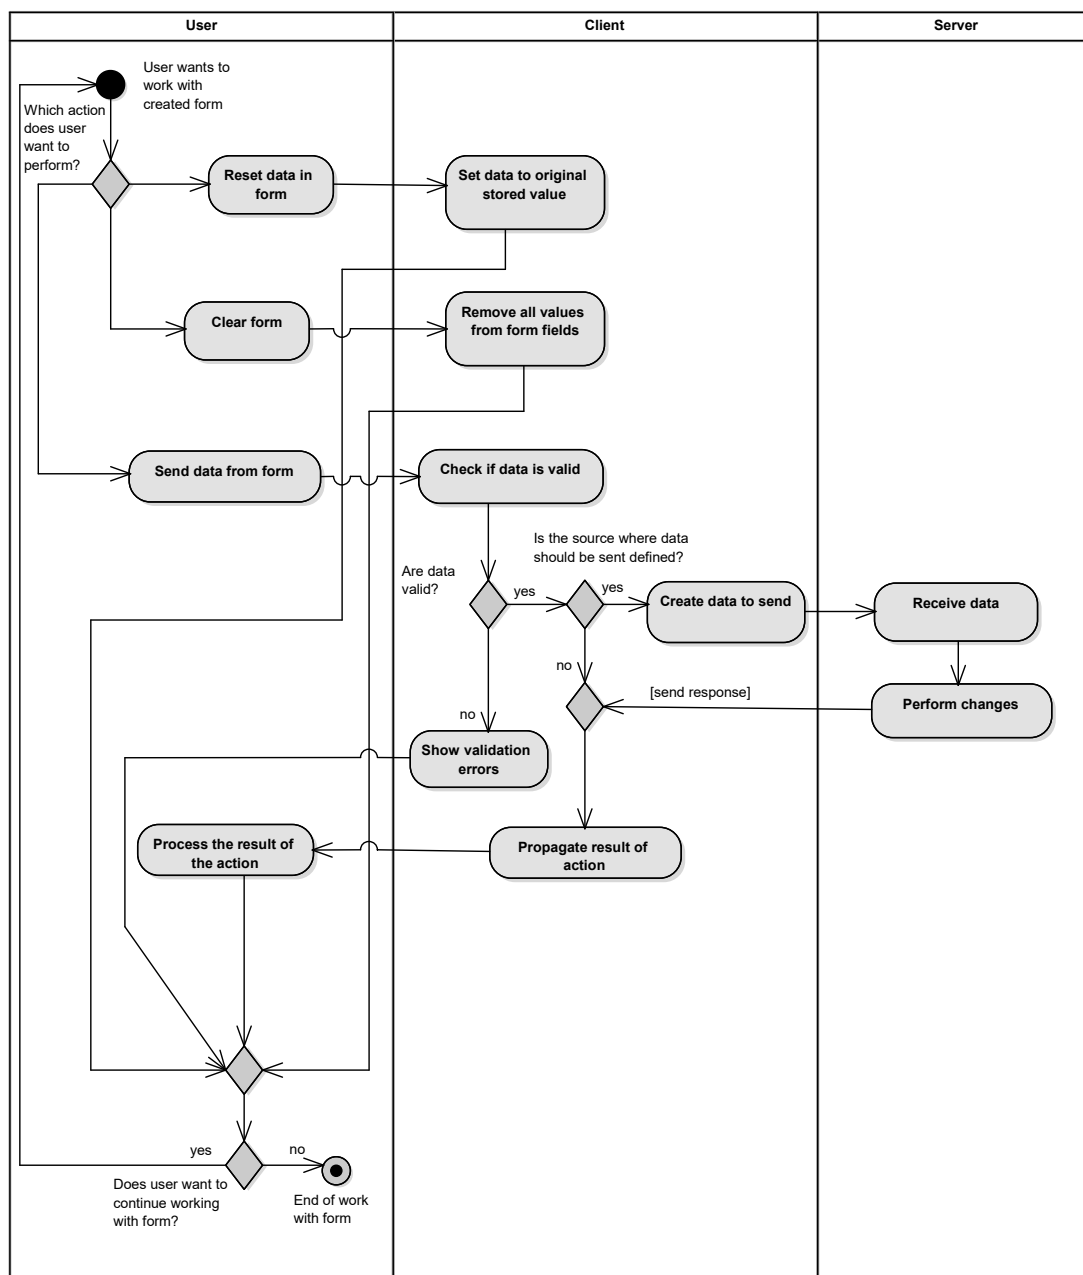 User
Client
Server
User wants to
work with
created form
Which action
does user
want to
perform?
Reset data in
form
Set data to original
stored value
Clear form
Remove all values
from form fields
Send data from form
Check if data is valid
Is the source where data
should be sent defined?
Are data
valid?
yes
yes
Create data to send
Receive data
no
[send response]
Perform changes
no
Show validation
errors
Process the result of
the action
Propagate result of
action
yes
no
Does user want to
continue working
with form?
End of work
with form